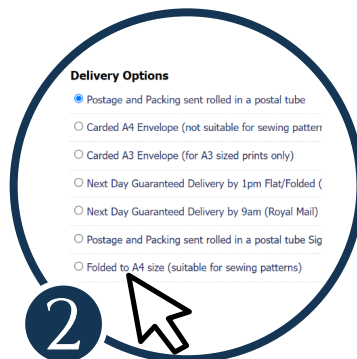 Delivery Options
Postage and Packing sent rolled in a postal tube
Carded A4 Envelope (not suitable for sewing pattern
Carded A3 Envelope (for A3 sized prints only)
Next Day Guaranteed Delivery by 1pm Flat/Folded (
Next Day Guaranteed Delivery by 9am (Royal Mail)
Postage and Packing sent rolled in a postal tube Sig
Folded to A4 size (suitable for sewing patterns)
2